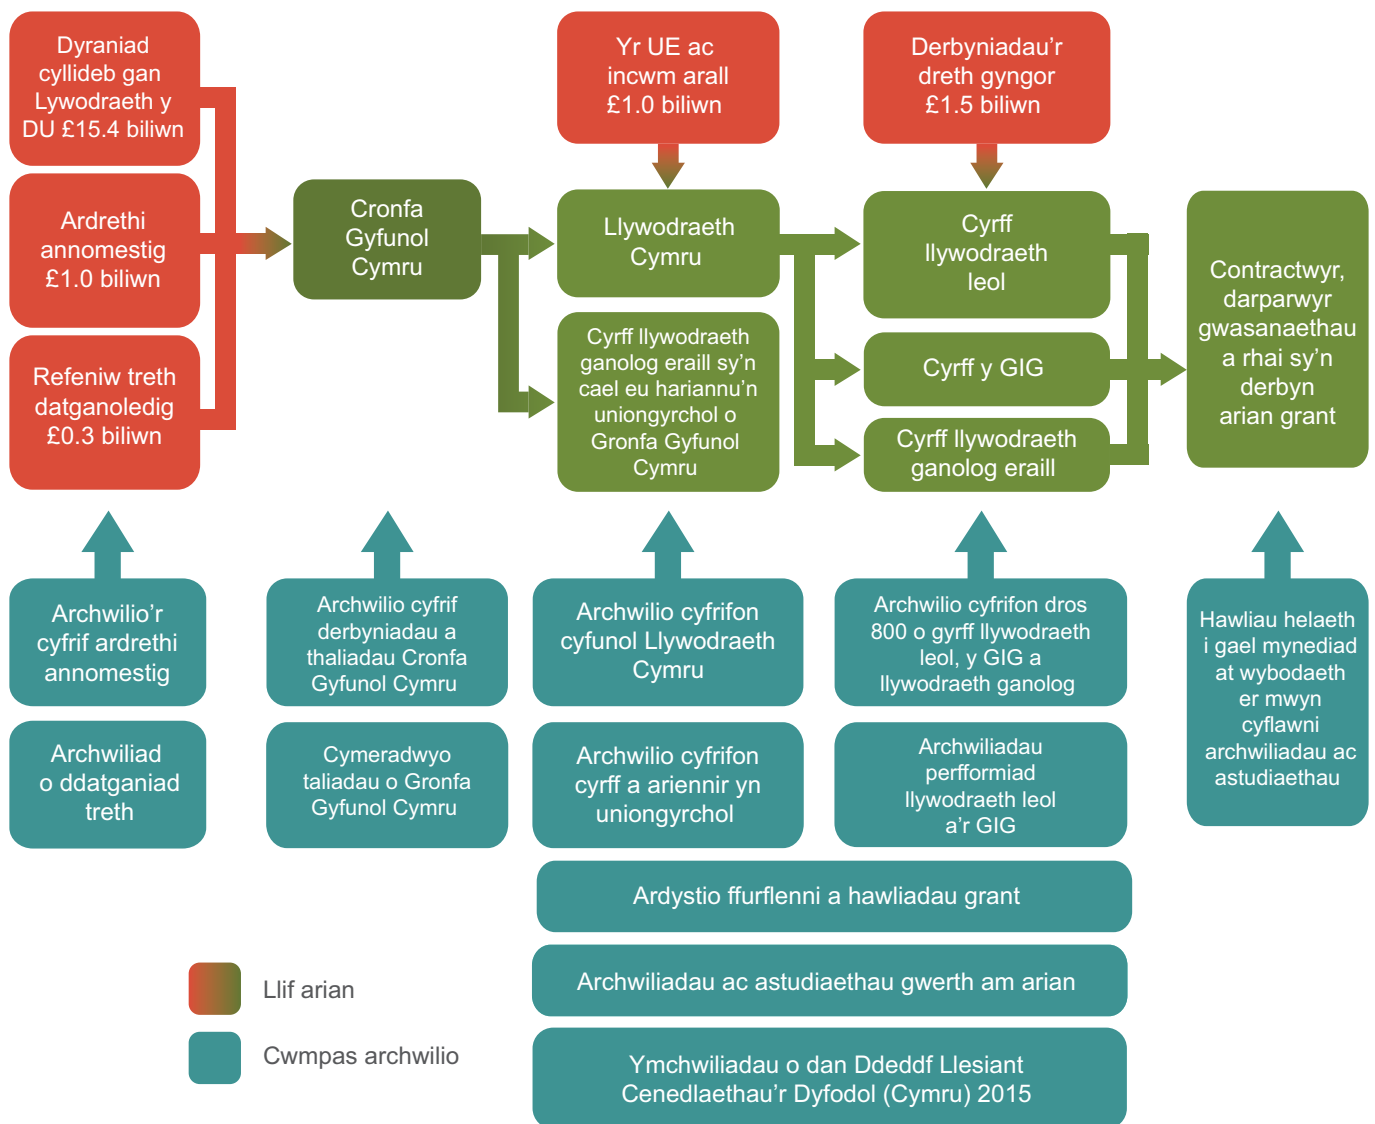 Dyraniad
cyllideb gan
Lywodraeth y
DU £15.4 biliwn
Ardrethi
annomestig
£1.0 biliwn
Refeniw treth
datganoledig
£0.3 biliwn
Cronfa
Gyfunol
Cymru
Yr UE ac
incwm arall
£1.0 biliwn
Llywodraeth
Cymru
Cyrff llywodraeth
ganolog eraill sy’n
cael eu hariannu’n
uniongyrchol o
Gronfa Gyfunol
Cymru
Derbyniadau’r
dreth gyngor
£1.5 biliwn
Cyrff
llywodraeth
leol
Cyrff y GIG
Cyrff llywodraeth
ganolog eraill
Contractwyr,
darparwyr
gwasanaethau
a rhai sy’n
derbyn
arian grant
Archwilio’r
cyfrif ardrethi
annomestig
Archwiliad
o ddatganiad
treth
Archwilio cyfrif
derbyniadau a
thaliadau Cronfa
Gyfunol Cymru
Cymeradwyo
taliadau o Gronfa
Gyfunol Cymru
Archwilio cyfrifon
cyfunol Llywodraeth
Cymru
Archwilio cyfrifon
cyrff a ariennir yn
uniongyrchol
Archwilio cyfrifon dros
800 o gyrff llywodraeth
leol, y GIG a
llywodraeth ganolog
Archwiliadau
perfformiad
llywodraeth leol
a’r GIG
Hawliau helaeth
i gael mynediad
at wybodaeth
er mwyn
cyflawni
archwiliadau ac
astudiaethau
Ardystio ffurflenni a hawliadau grant
Archwiliadau ac astudiaethau gwerth am arian
Ymchwiliadau o dan Ddeddf Llesiant
Cenedlaethau’r Dyfodol (Cymru) 2015
Llif arian
Cwmpas archwilio